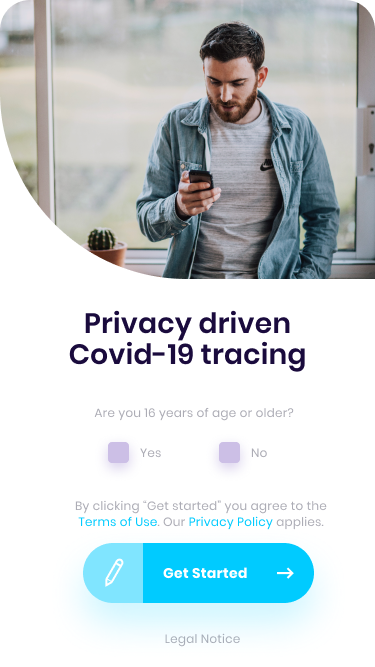 Privacy driven
Covid-19 tracing
Are you 16 years of age or older?
Yes
No
By clicking “Get started” you agree to the
Terms of Use. Our Privacy Policy applies.
Get Started
Legal Notice